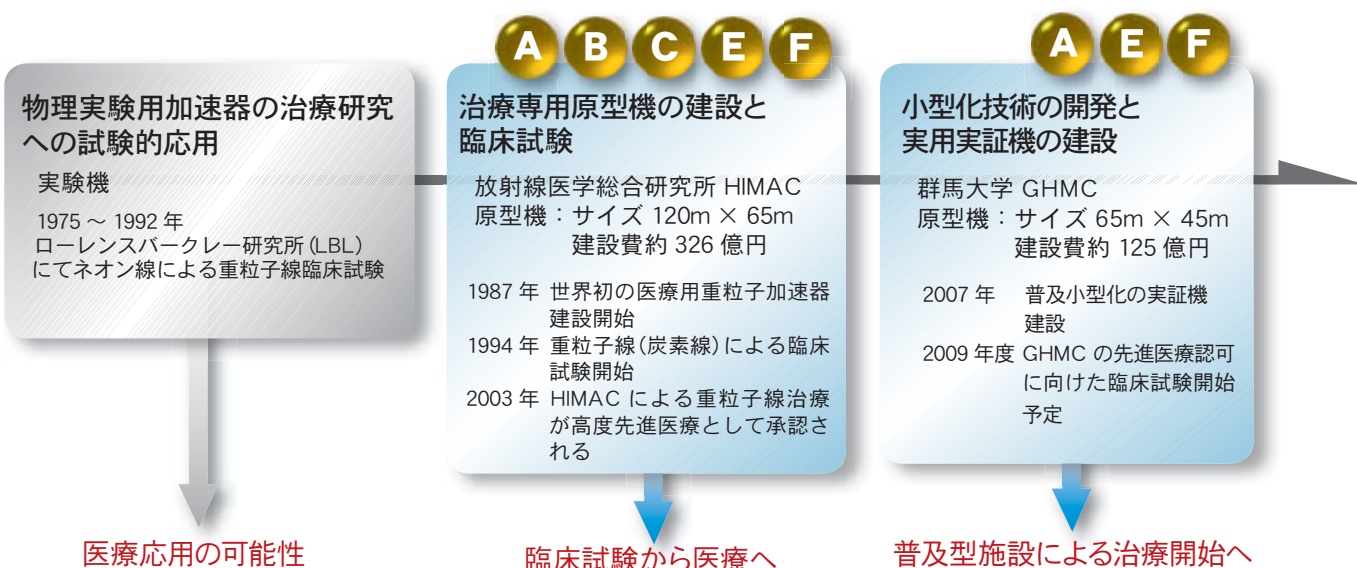 物理実験用加速器の治療研究
への試験的応用
実験機
1975 ～ 1992 年
ローレンスバークレー研究所(LBL)
にてネオン線による重粒子線臨床試験
医療応用の可能性
A B C E F
治療専用原型機の建設と
臨床試験
放射線医学総合研究所 HIMAC
原型機：サイズ 120m × 65m
建設費約 326 億円
1987 年 世界初の医療用重粒子加速器
建設開始
1994 年 重粒子線(炭素線)による臨床
試験開始
2003 年 HIMAC による重粒子線治療
が高度先進医療として承認さ
れる
臨床試験から医療へ
A E F
小型化技術の開発と
実用実証機の建設
群馬大学 GHMC
原型機：サイズ 65m × 45m
建設費約 125 億円
2007 年 普及小型化の実証機
建設
2009 年度 GHMC の先進医療認可
に向けた臨床試験開始
予定
普及型施設による治療開始へ